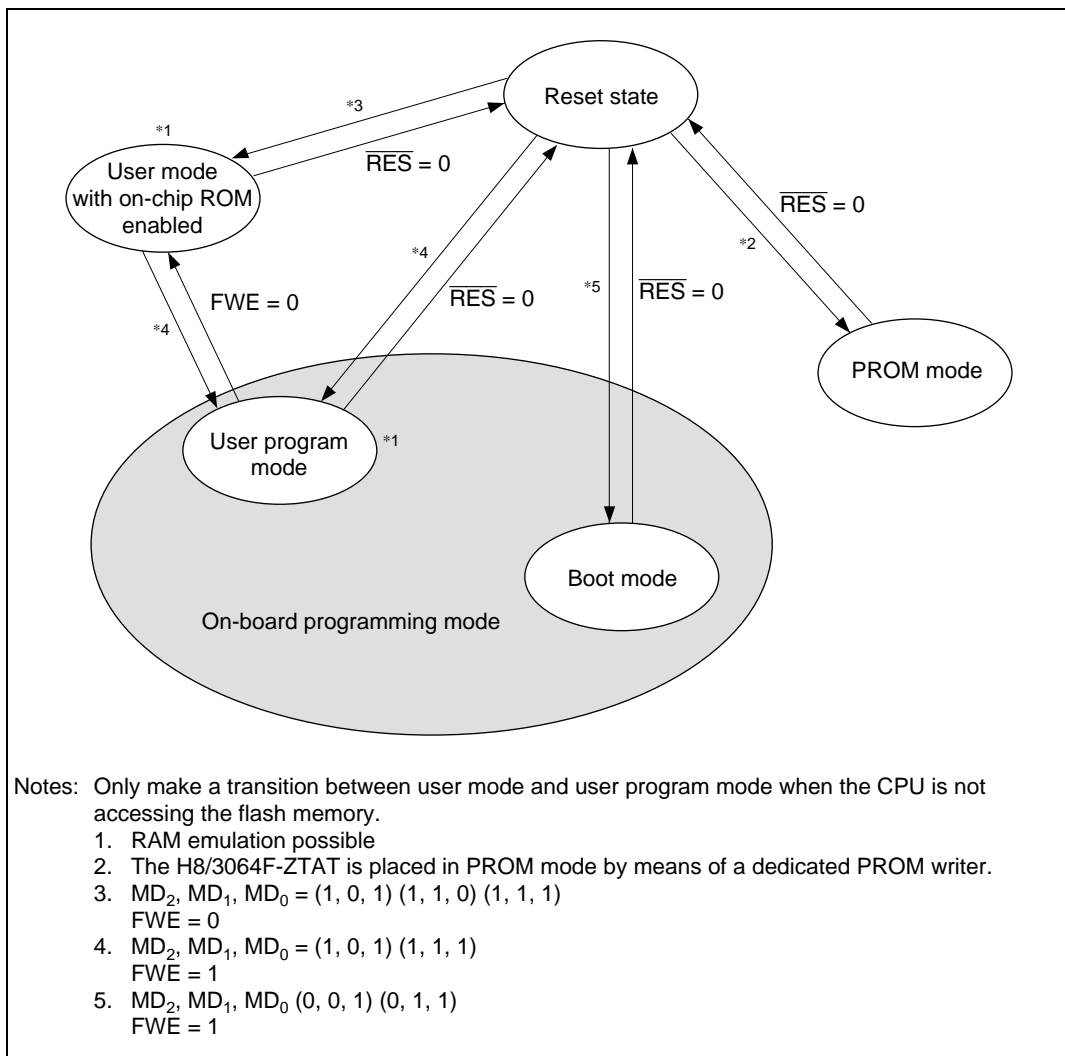 Reset state
*3
*1
User mode
with on-chip ROM
enabled
RES = 0
RES = 0
*4
*2
FWE = 0
RES = 0
*5
RES = 0
*4
PROM mode
User program
mode
*1
Boot mode
On-board programming mode
Notes: Only make a transition between user mode and user program mode when the CPU is not
accessing the flash memory.
1. RAM emulation possible
2. The H8/3064F-ZTAT is placed in PROM mode by means of a dedicated PROM writer.
3. MD2, MD1, MD0 = (1, 0, 1) (1, 1, 0) (1, 1, 1)
FWE = 0
4. MD2, MD1, MD0 = (1, 0, 1) (1, 1, 1)
FWE = 1
5. MD2, MD1, MD0 (0, 0, 1) (0, 1, 1)
FWE = 1